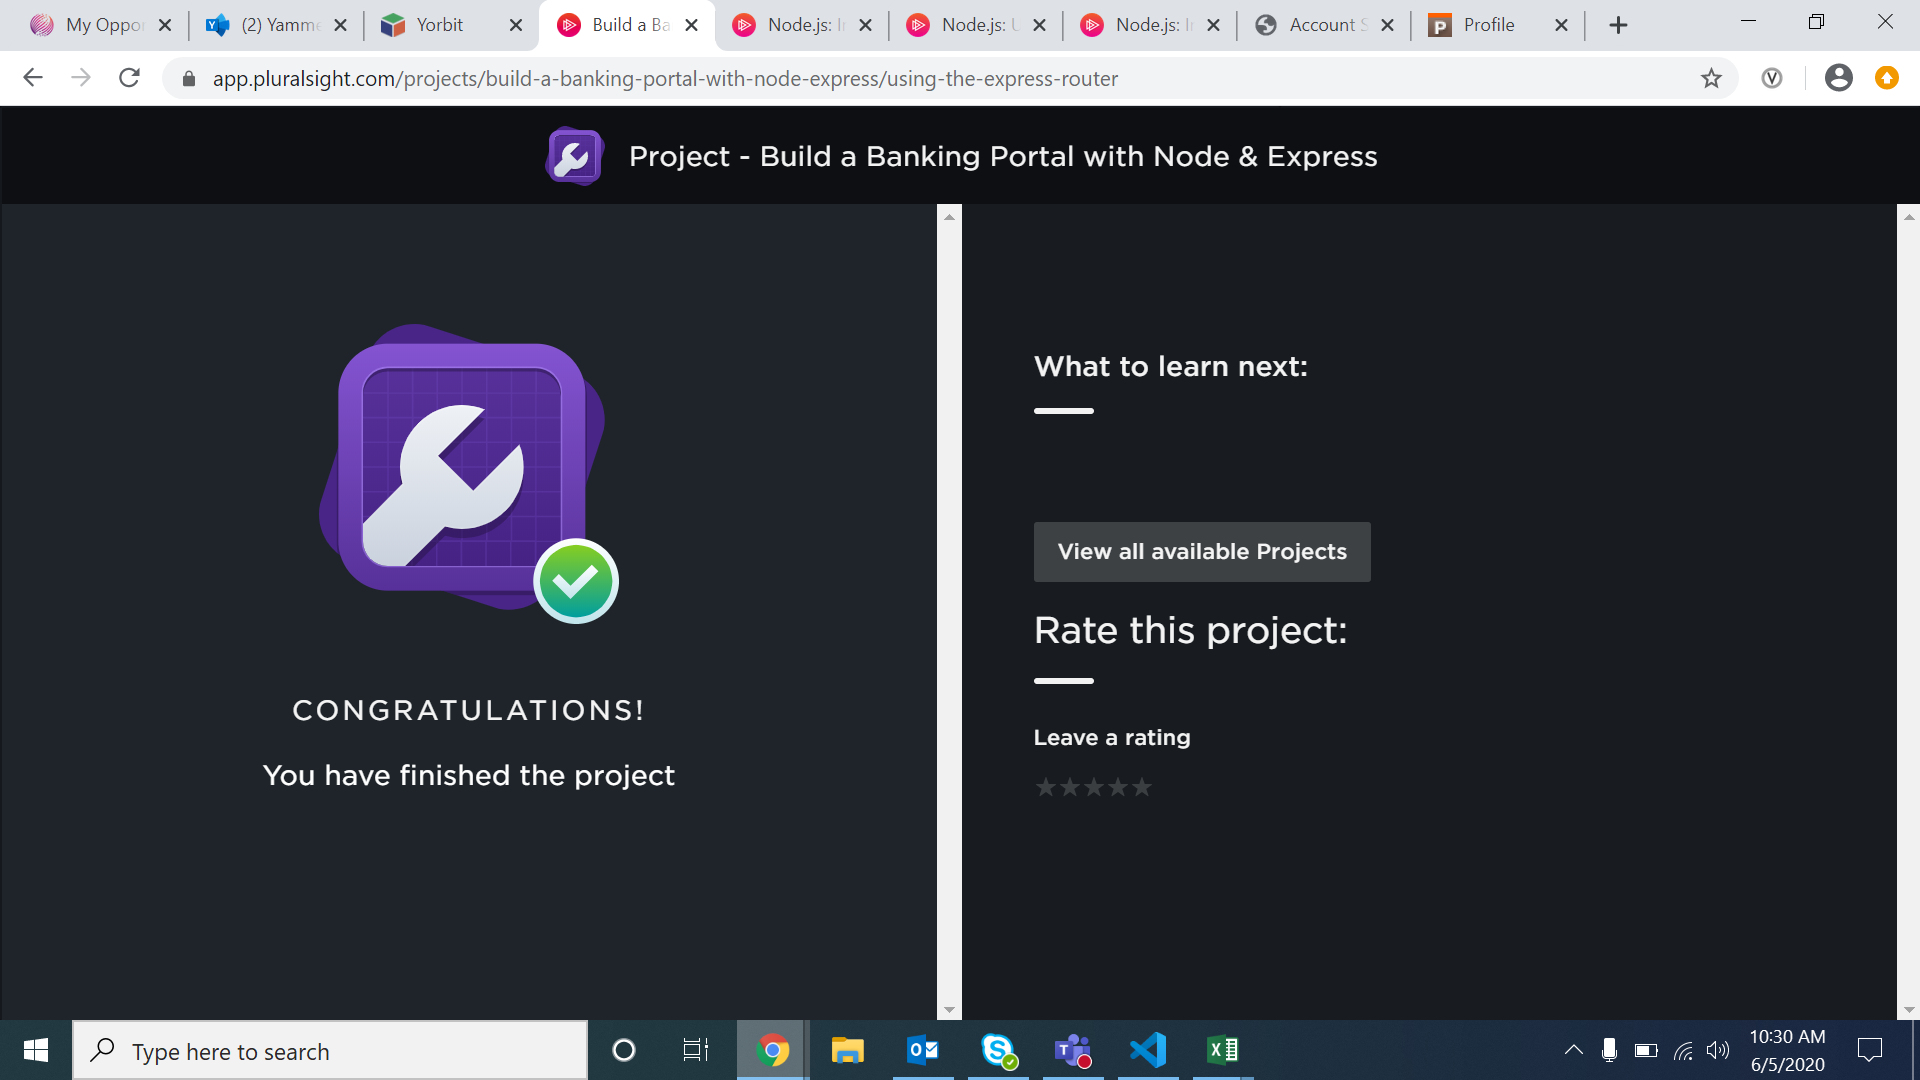 My Oppor
(2) Yamme
Yorbit
Build a Ba
Node.js: I
Node.js: U
Node.js: I
Account S
Profile
app.pluralsight.com/projects/build-a-banking-portal-with-node-express/using-the-express-router
Project - Build a Banking Portal with Node & Express
CONGRATULATIONS!
You have finished the project
What to learn next:
View all available Projects
Rate this project:
Leave a rating
Type here to search
10:30 AM
6/5/2020